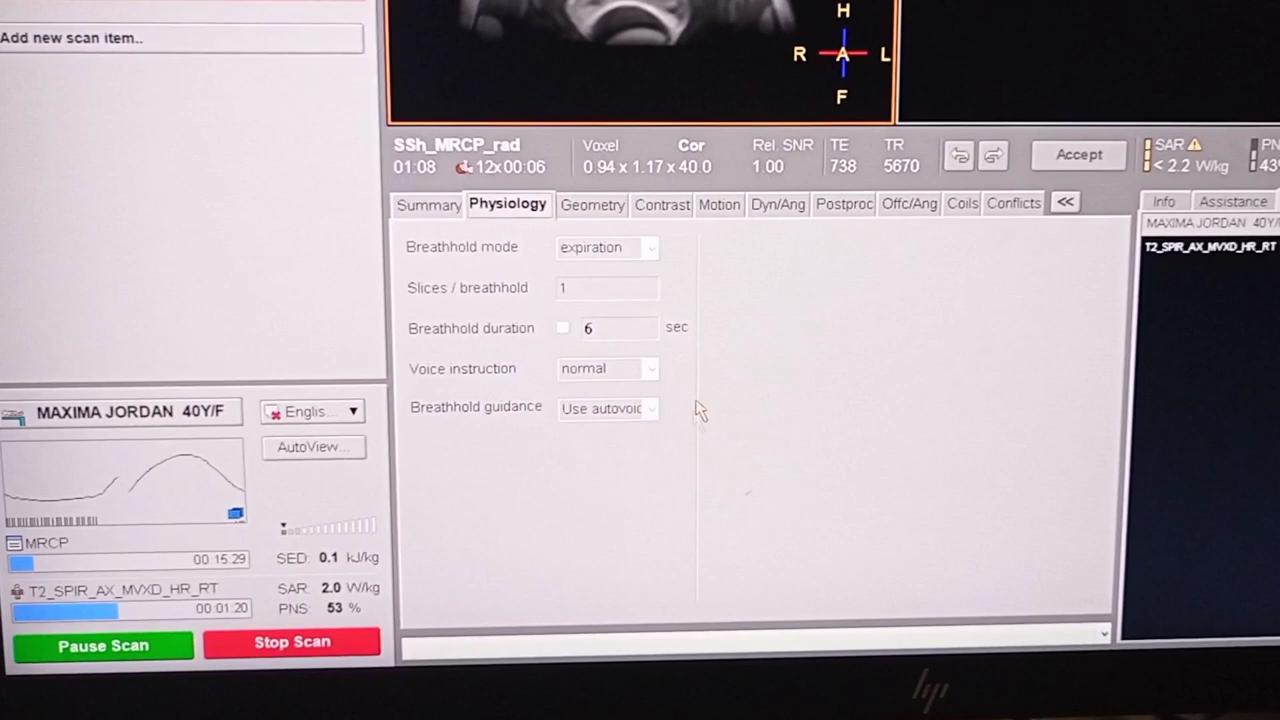 Add new scan item..
H
R A L
F
SSh_MRCP_rad
01:08 12x00:06
Voxel Cor
0.94 x 1.17 x 40.0
Rel. SNR
1.00
TE
738
TR
5670
Accept
SAR
< 2.2 W/kg
PN
43
Summary Physiology Geometry Contrast Motion Dyn/Ang Postproc Offc/Ang Coils Conflicts <<
Info Assistance
MAXIMA JORDAN 40Y/
T2_SPIR_AX_MVXD_HR_RT
Breathhold mode expiration
Slices / breathhold 1
Breathhold duration 6 sec
Voice instruction normal
Breathhold guidance Use autovoic
MAXIMA JORDAN 40Y/F
Englis...
AutoView...
MRCP
00:15:29
SED: 0.1 kJ/kg
T2_SPIR_AX_MVXD_HR_RT
00:01:20
SAR: 2.0 W/kg
PNS: 53 %
Pause Scan
Stop Scan
hp